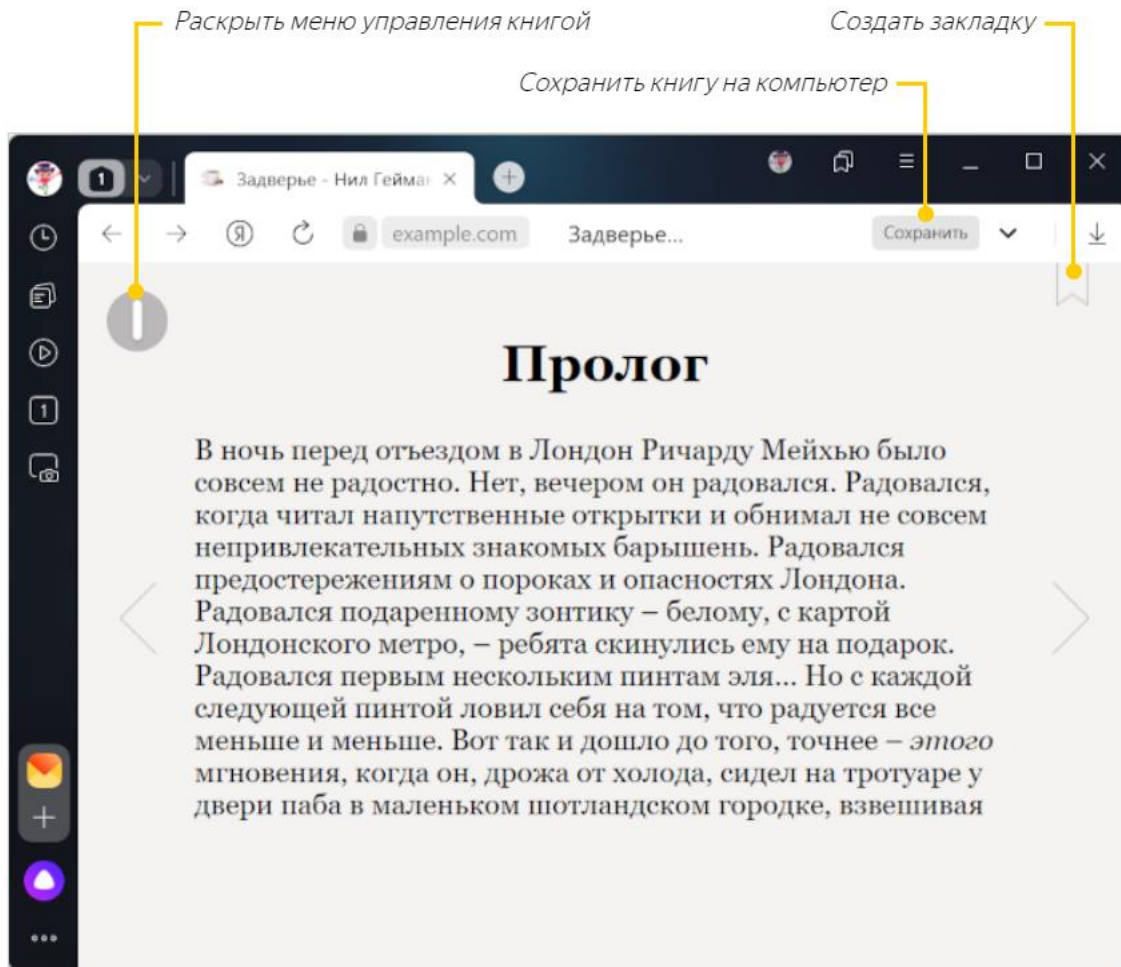 Раскрыть меню управления книгой
Создать закладку
Сохранить книгу на компьютер
1
Задверье - Нил Гейма
Я
example.com
Задверье...
Сохранить
1
Пролог
В ночь перед отъездом в Лондон Ричарду Мейхью было
совсем не радостно. Нет, вечером он радовался. Радовался,
когда читал напутственные открытки и обнимал не совсем
непривлекательных знакомых барышень. Радовался
предостережениям о пороках и опасностях Лондона.
Радовался подаренному зонтику – белому, с картой
Лондонского метро, – ребята скинулись ему на подарок.
Радовался первым нескольким пинтам эля... Но с каждой
следующей пинтой ловил себя на том, что радуется все
меньше и меньше. Вот так и дошло до того, точнее – этого
мгновения, когда он, дрожа от холода, сидел на тротуаре у
двери паба в маленьком шотландском городке, взвешивая